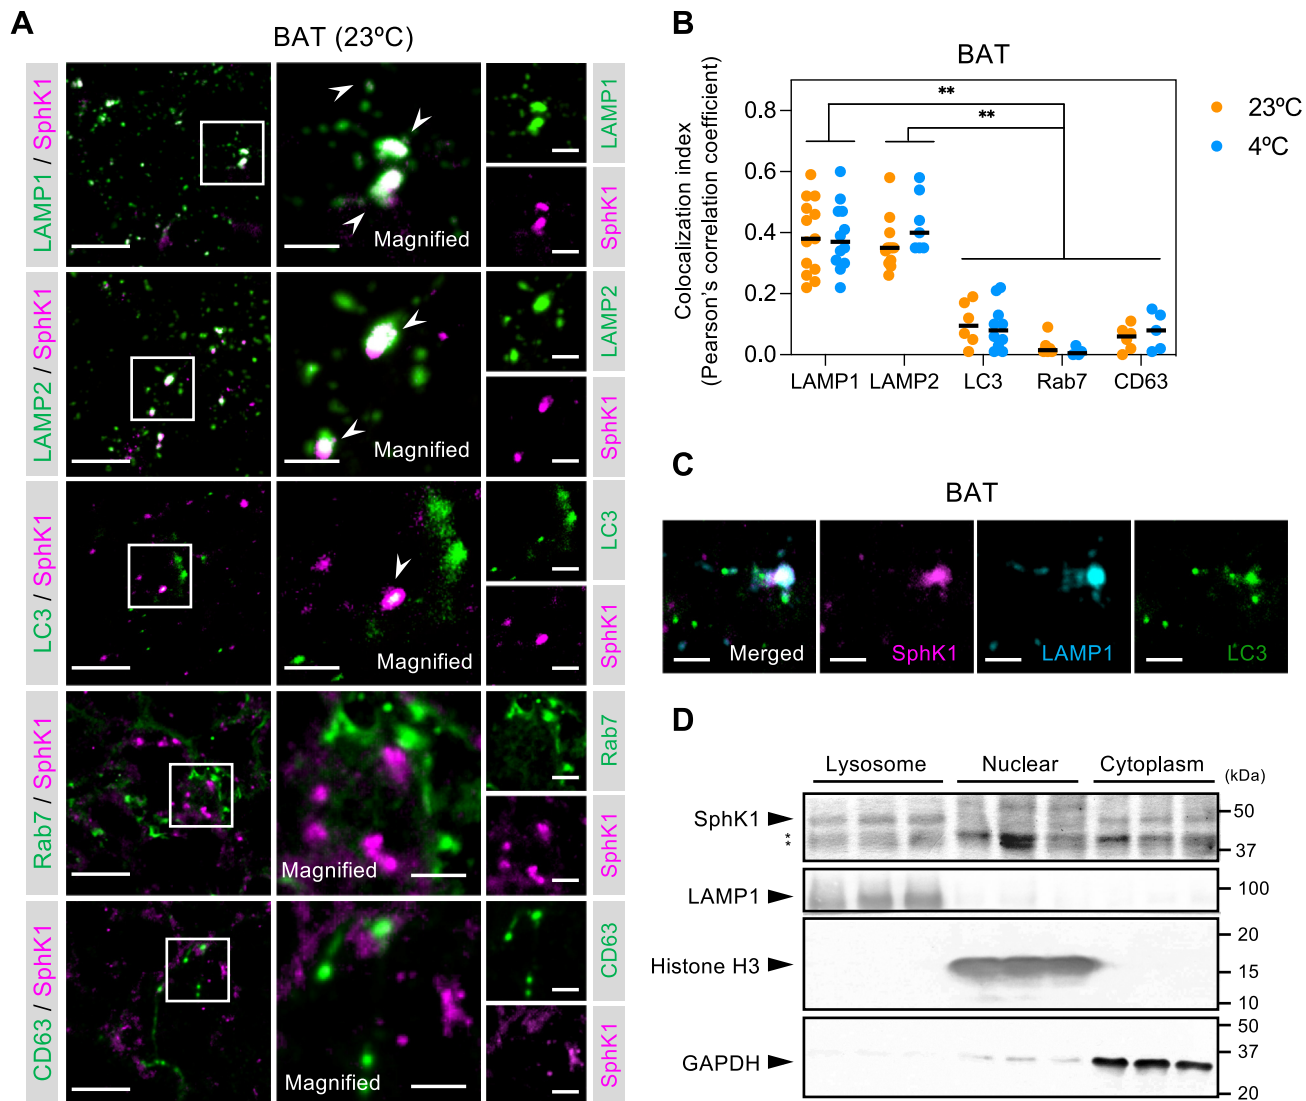 A
BAT (23ºC)
LAMP1 / SphK1
Magnified
LAMP1
SphK1
LAMP2 / SphK1
Magnified
LAMP2
SphK1
LC3 / SphK1
Magnified
LC3
SphK1
Rab7 / SphK1
Magnified
Rab7
SphK1
CD63 / SphK1
Magnified
CD63
SphK1
B
BAT
Colocalization index
(Pearson's correlation coefficient)
0.8
0.6
0.4
0.2
0.0
**
**
23ºC
4ºC
LAMP1 LAMP2 LC3 Rab7 CD63
C
BAT
Merged
SphK1
LAMP1
LC3
D
Lysosome Nuclear Cytoplasm (kDa)
SphK1
*
*
50
37
LAMP1
100
Histone H3
20
15
10
GAPDH
50
37
20